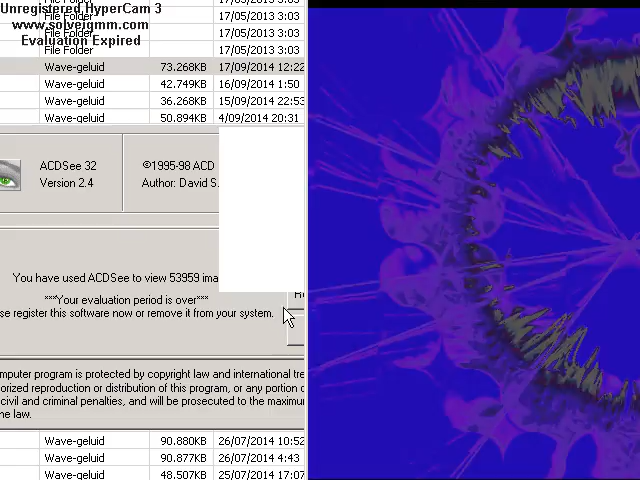 Unregistered HyperCam 3
File Folder 17/05/2013 3:03
www.solveigmm.com
File Folder 17/05/2013 3:03
Evaluation Expired
File Folder 17/05/2013 3:03
Wave-geluid 73.268KB 17/09/2014 12:22
Wave-geluid 42.749KB 16/09/2014 1:50
Wave-geluid 36.268KB 15/09/2014 22:53
Wave-geluid 50.894KB 4/09/2014 20:31
ACDSee 32 ©1995-98 ACD
Version 2.4 Author: David S.
You have used ACDSee to view 53959 ima
***Your evaluation period is over***
se register this software now or remove it from your system.
mputer program is protected by copyright law and international tre
orized reproduction or distribution of this program, or any portion o
civil and criminal penalties, and will be prosecuted to the maximu
he law.
Wave-geluid 90.880KB 26/07/2014 10:52
Wave-geluid 90.877KB 26/07/2014 4:43
Wave-geluid 48.507KB 25/07/2014 17:07